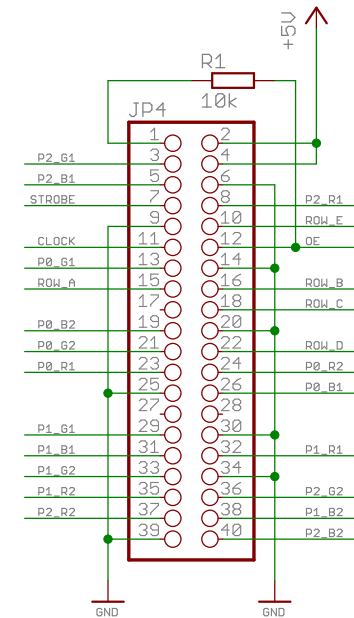 +5V
R1
10k
JP4
1 2
P2_G1 3 4
P2_B1 5 6
STROBE 7 8 P2_R1
9 10 ROW_E
CLOCK 11 12 OE
P0_G1 13 14
ROW_A 15 16 ROW_B
17 18 ROW_C
P0_B2 19 20
P0_G2 21 22 ROW_D
P0_R1 23 24 P0_R2
25 26 P0_B1
27 28
P1_G1 29 30
P1_B1 31 32 P1_R1
P1_G2 33 34
P1_R2 35 36 P2_G2
P2_R2 37 38 P1_B2
39 40 P2_B2
GND GND